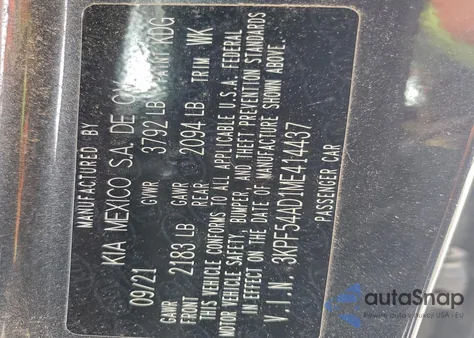 MANUFACTURED BY
KIA MEXICO S.A. DE
09/21 GVWR 3792 LB PAINT KDG
GAWR FRONT 2183 LB GAWR REAR 2094 LB TRIM WK
THIS VEHICLE CONFORMS TO ALL APPLICABLE U.S.A. FEDERAL
MOTOR VEHICLE SAFETY, BUMPER, AND THEFT PREVENTION STANDARDS
IN EFFECT ON THE DATE OF MANUFACTURE SHOWN ABOVE.
V.I.N. 3KPF54AD1ME414437
PASSENGER CAR
autoSnap